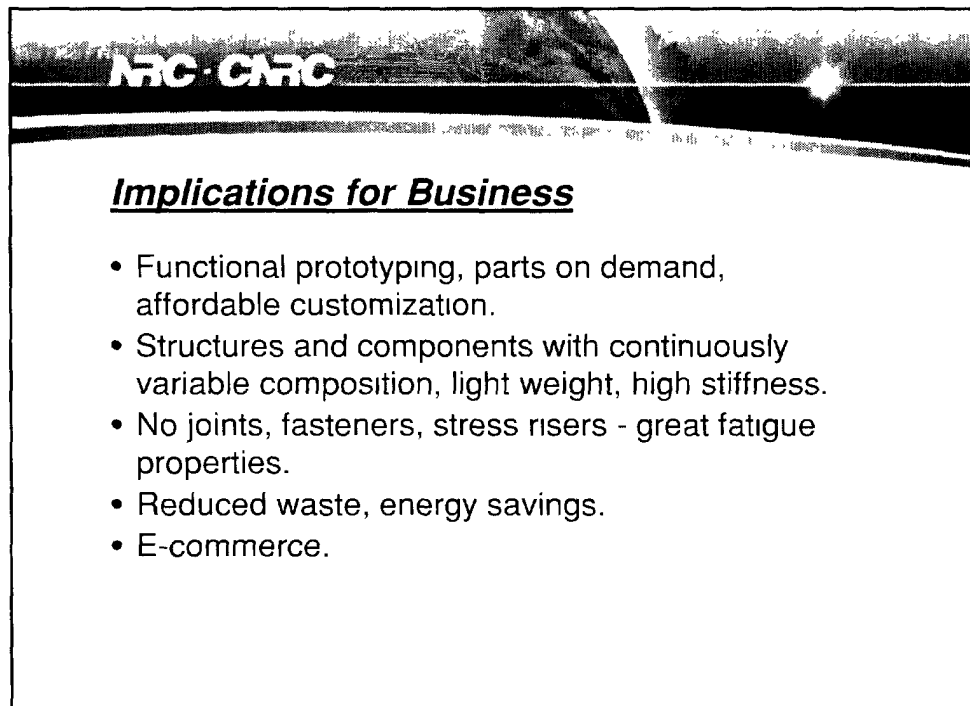 NRC·CNRC
Implications for Business
• Functional prototyping, parts on demand,
affordable customization.
• Structures and components with continuously
variable composition, light weight, high stiffness.
• No joints, fasteners, stress risers - great fatigue
properties.
• Reduced waste, energy savings.
• E-commerce.